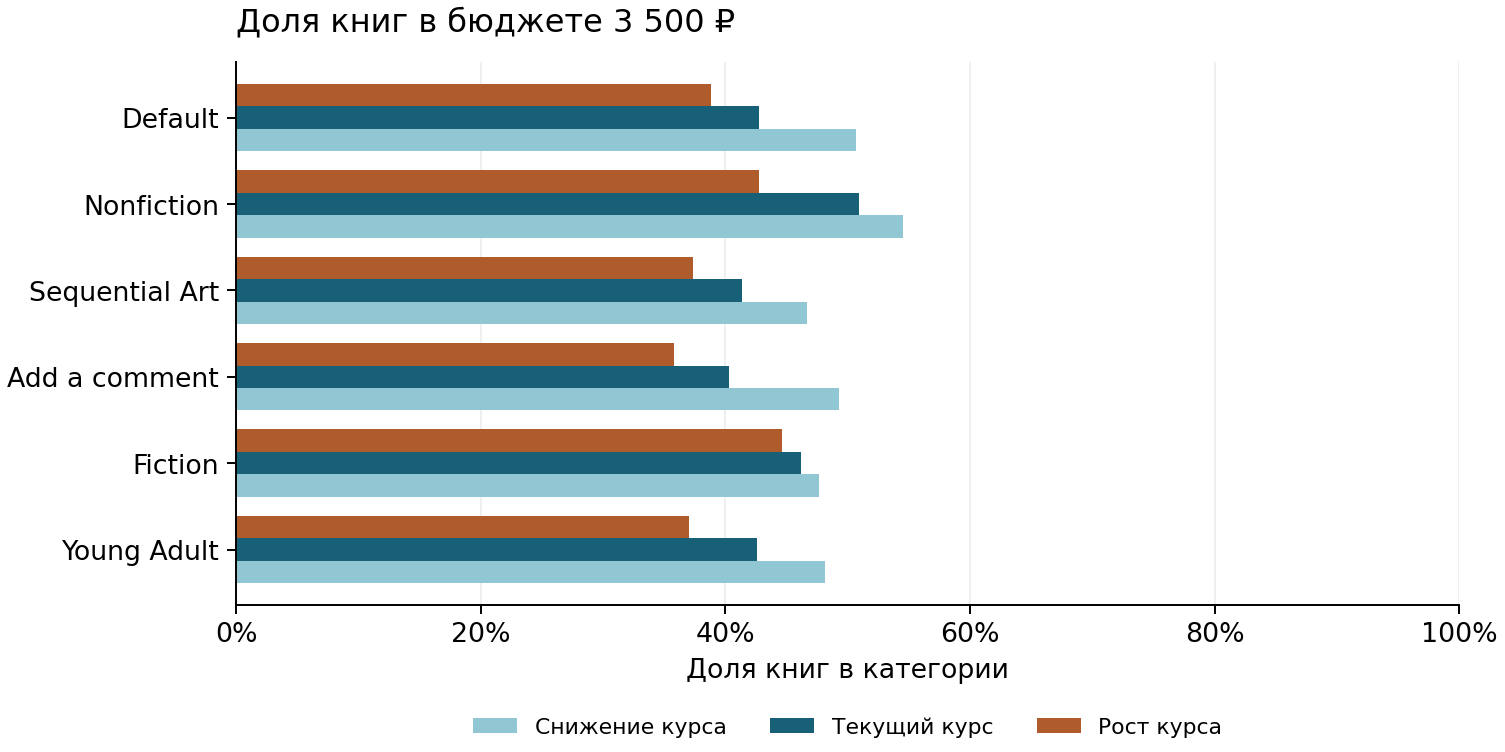 Доля книг в бюджете 3 500 ₽
Default
Nonfiction
Sequential Art
Add a comment
Fiction
Young Adult
0% 20% 40% 60% 80% 100%
Доля книг в категории
Снижение курса Текущий курс Рост курса